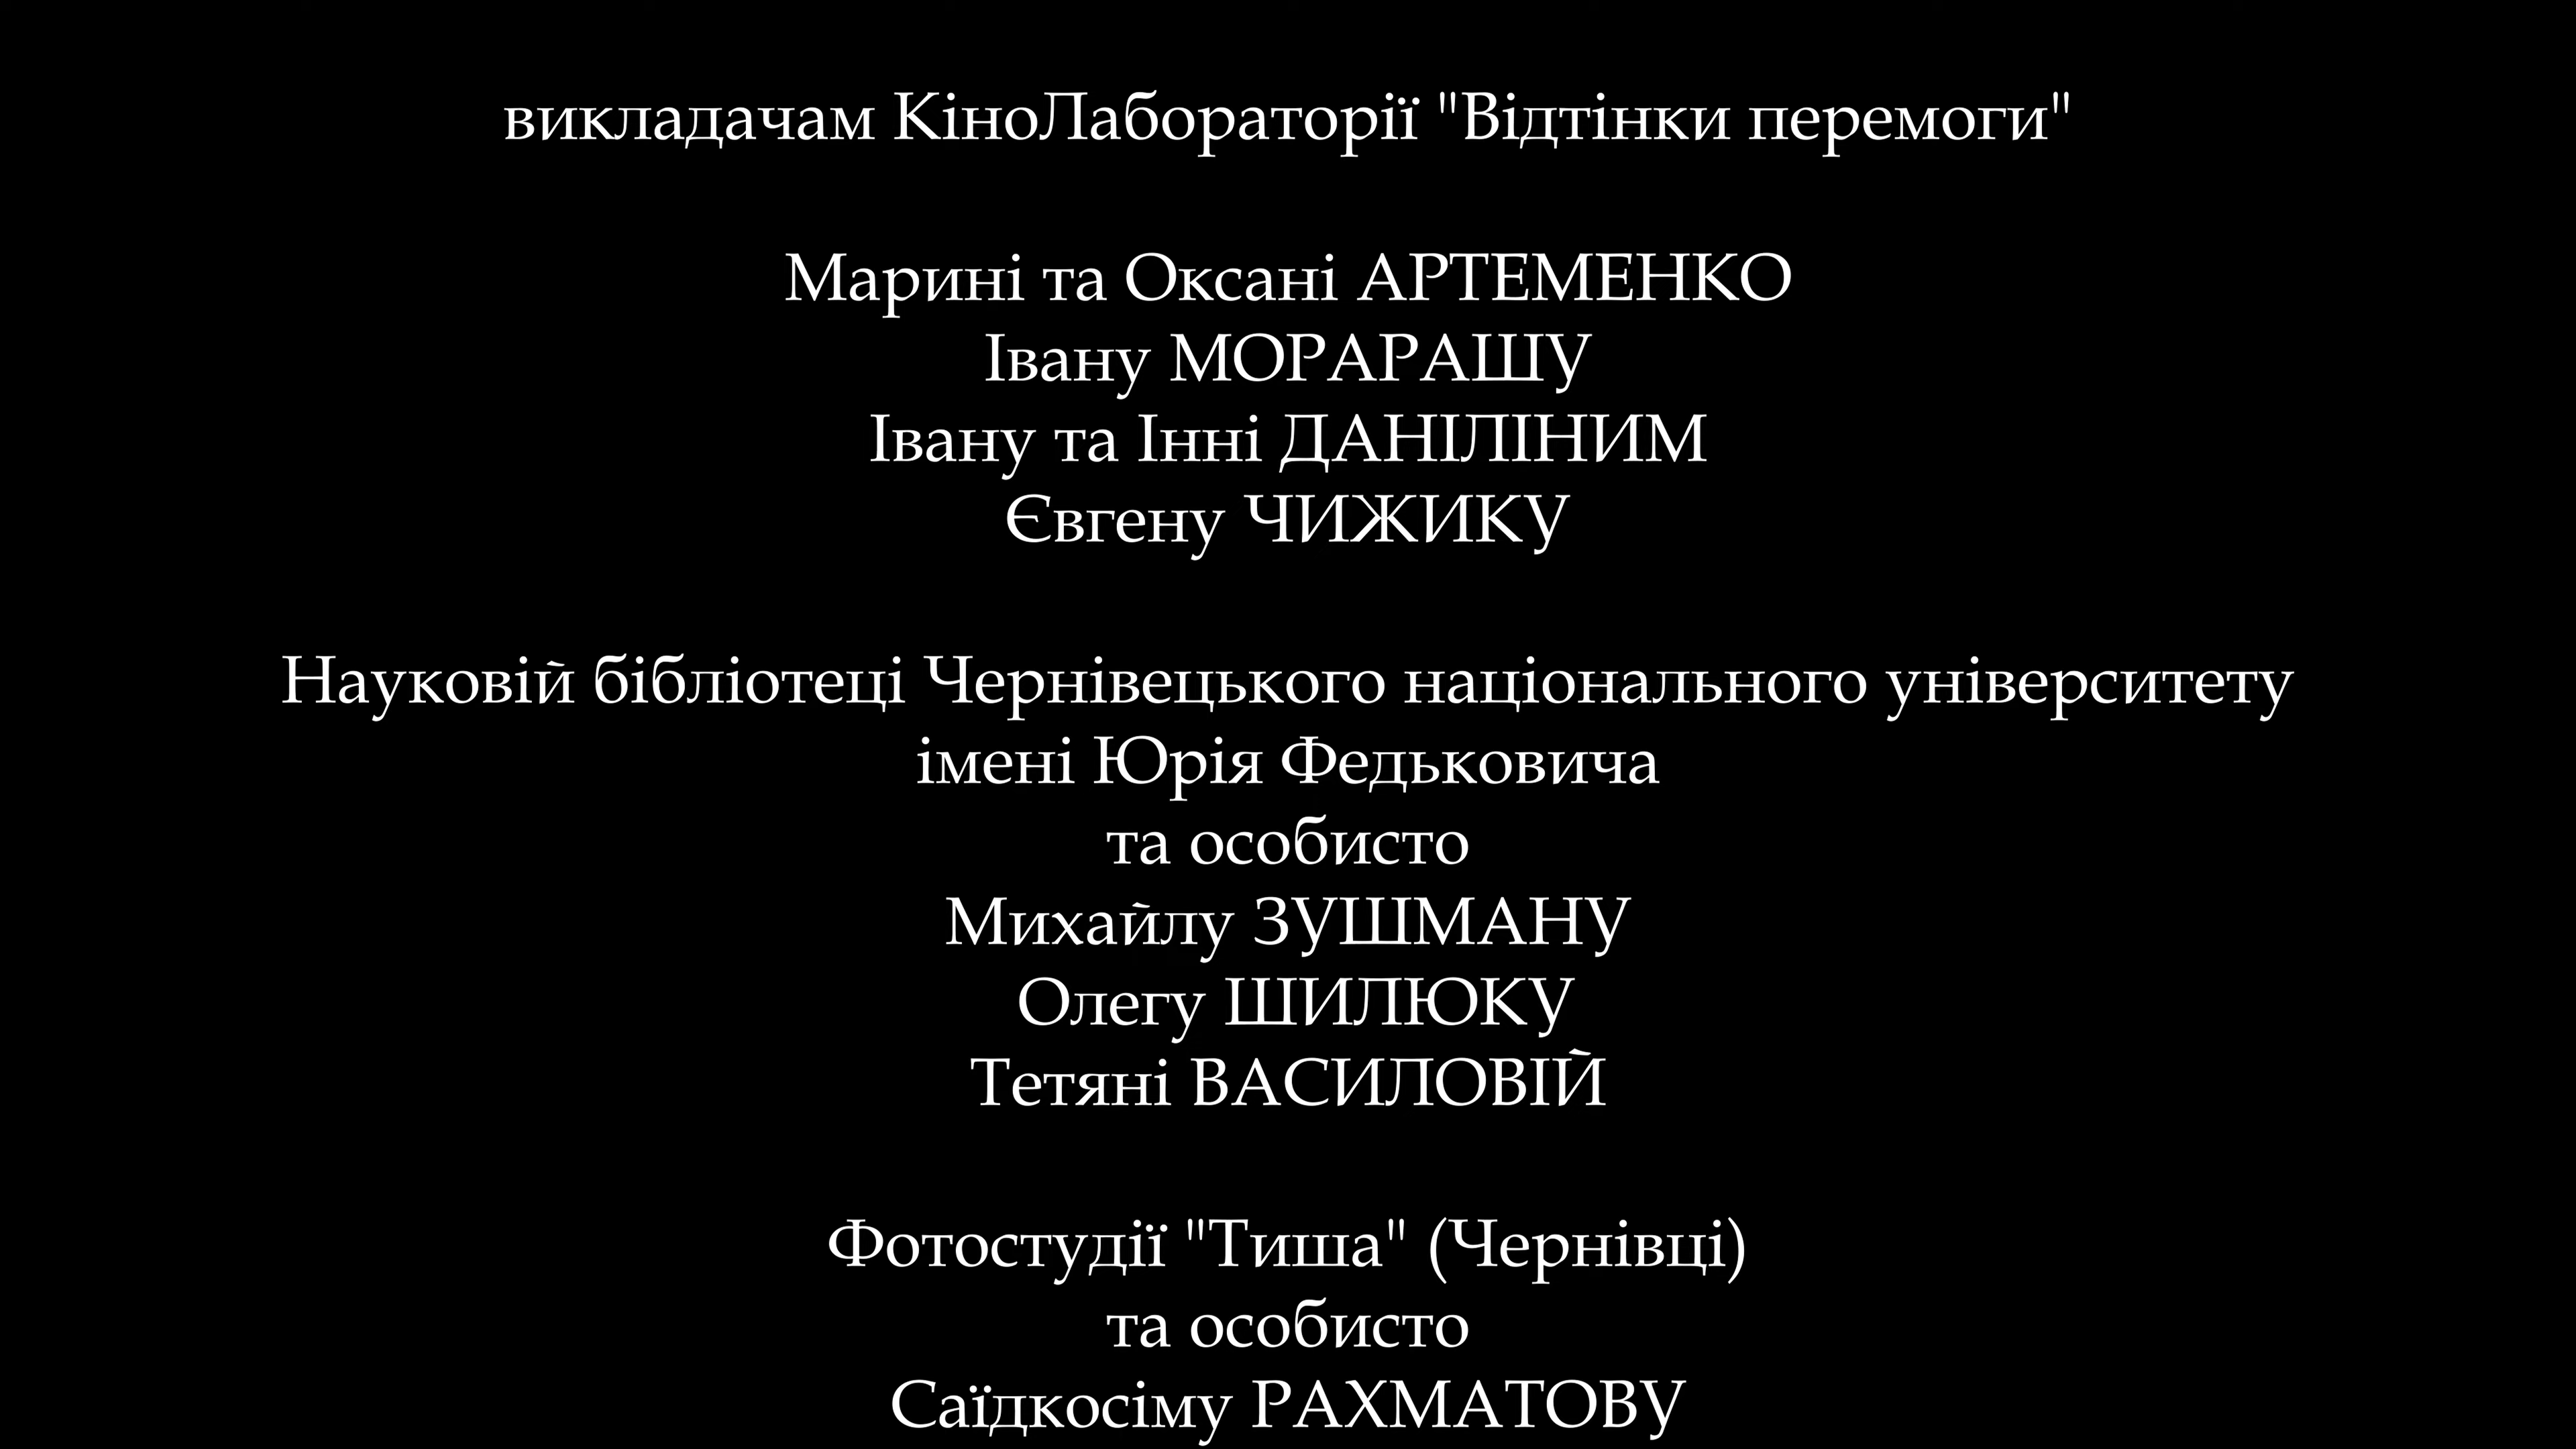 викладачам КіноЛабораторії "Відтінки перемоги"
Марині та Оксані АРТЕМЕНКО
Івану МОРАРАШУ
Івану та Інні ДАНІЛІНИМ
Євгену ЧИЖИКУ
Науковій бібліотеці Чернівецького національного університету
імені Юрія Федьковича
та особисто
Михайлу ЗУШМАНУ
Олегу ШИЛЮКУ
Тетяні ВАСИЛОВІЙ
Фотостудії "Тиша" (Чернівці)
та особисто
Саїдкосіму РАХМАТОВУ